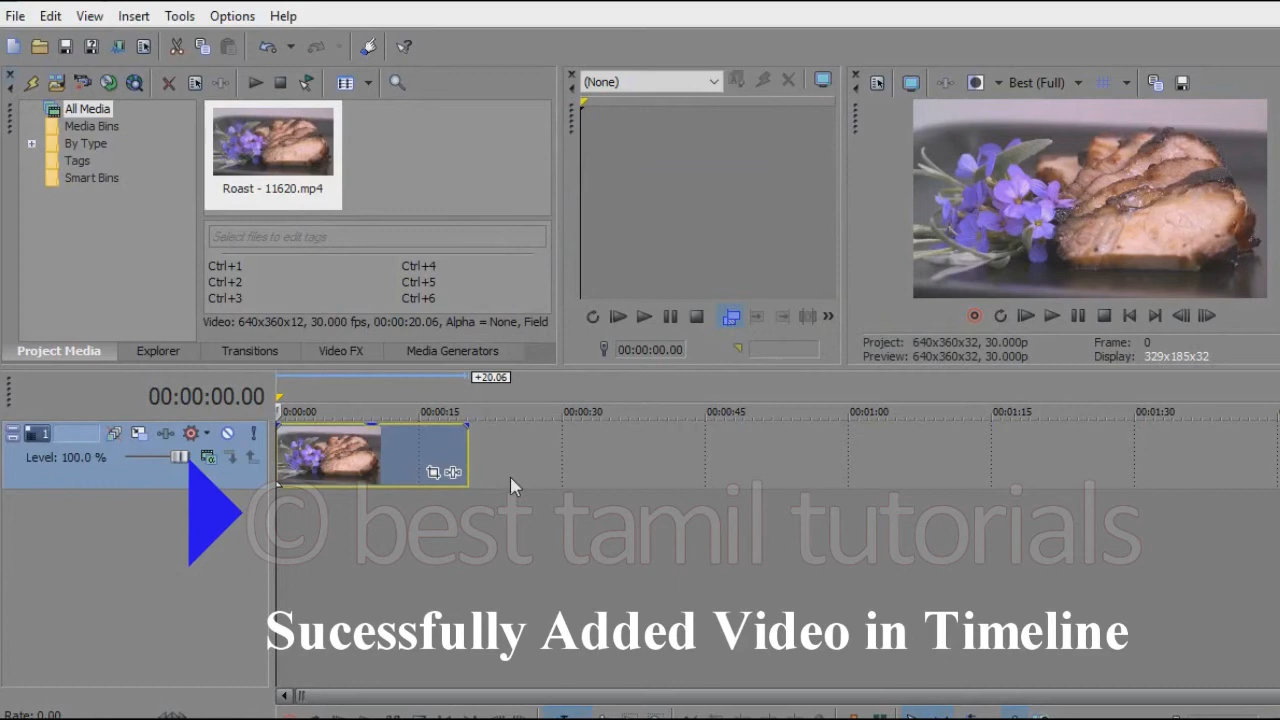 File Edit View Insert Tools Options Help
(None)
Best (Full)
All Media
Media Bins
By Type
Tags
Smart Bins
Roast - 11620.mp4
Select files to edit tags
Ctrl+1 Ctrl+4
Ctrl+2 Ctrl+5
Ctrl+3 Ctrl+6
Video: 640x360x12, 30.000 fps, 00:00:20.06, Alpha = None, Field
Project Media Explorer Transitions Video FX Media Generators
00:00:00.00
Project: 640x360x32, 30.000p Frame: 0
Preview: 640x360x32, 30.000p Display: 329x185x32
+20.06
00:00:00.00
0:00:00 00:00:15 00:00:30 00:00:45 00:01:00 00:01:15 00:01:30
1
Level: 100.0 %
© best tamil tutorials
Sucessfully Added Video in Timeline
Rate: 0.00